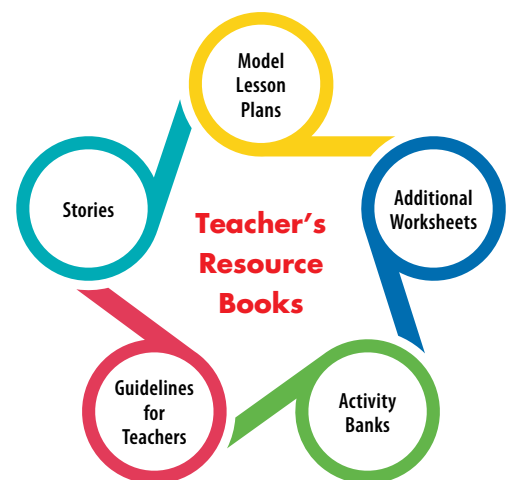 Model
Lesson
Plans
Additional
Worksheets
Stories
Teacher's
Resource
Books
Guidelines
for
Teachers
Activity
Banks